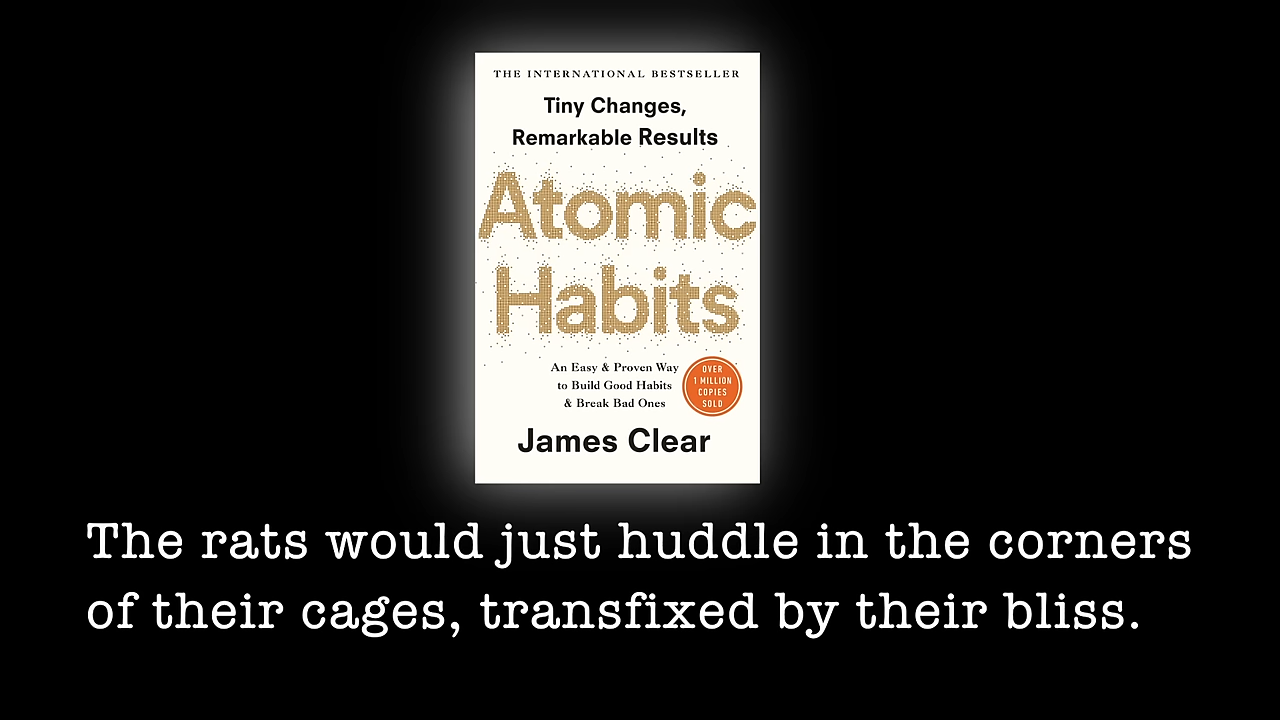 THE INTERNATIONAL BESTSELLER
Tiny Changes,
Remarkable Results
Atomic
Habits
An Easy & Proven Way
to Build Good Habits
& Break Bad Ones
OVER
1 MILLION
COPIES
SOLD
James Clear
The rats would just huddle in the corners
of their cages, transfixed by their bliss.